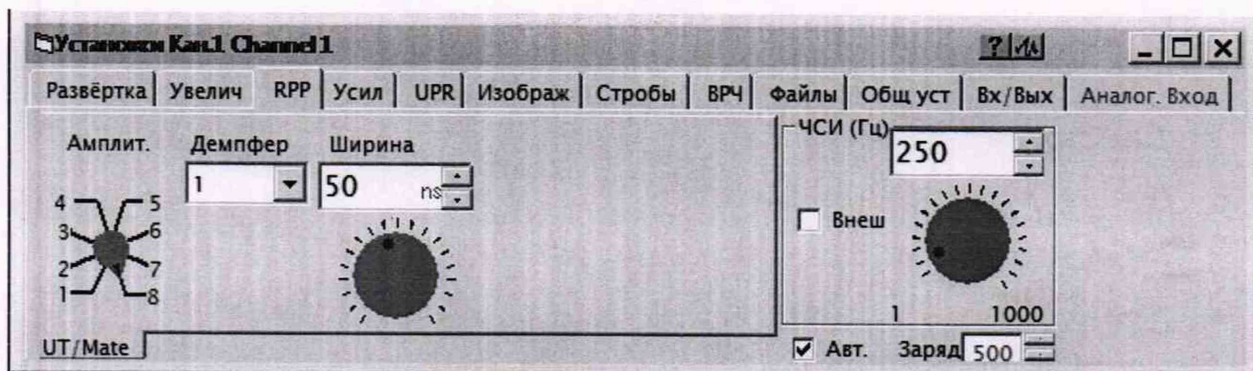 Установки Кан.1 Channel 1
?
Развёртка Увелич RPP Усил UPR Изображ Стробы ВРЧ Файлы Общ уст Вх/Вых Аналог. Вход
Амплит. Демпфер Ширина
1 50 ns
4 5
3 6
2 7
1 8
UT/Mate
ЧСИ (Гц)
250
Внеш
1 1000
Авт. Заряд 500